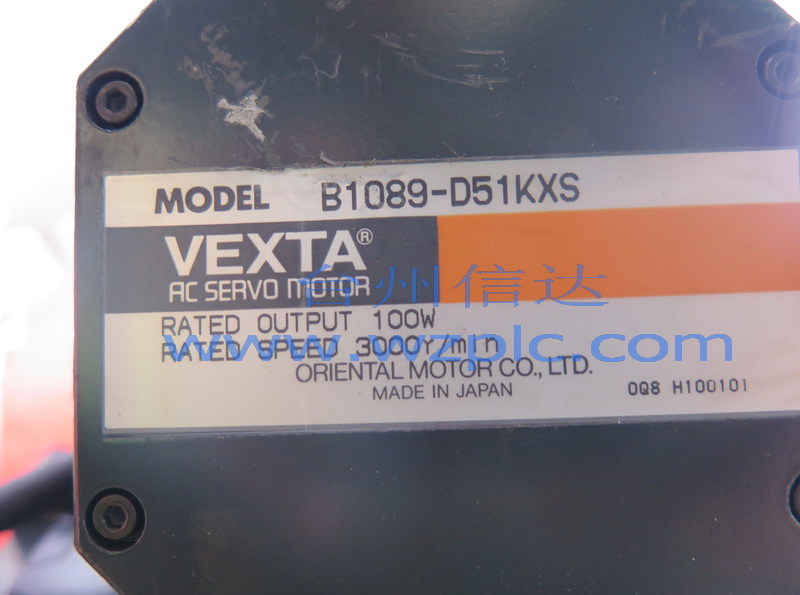 MODEL B1089-D51KXS
VEXTA®
AC SERVO MOTOR
台州信达
RATED OUTPUT 100W
RATED SPEED 3000r/min
www.wzplc.com
ORIENTAL MOTOR CO., LTD.
MADE IN JAPAN
0Q8 H100101